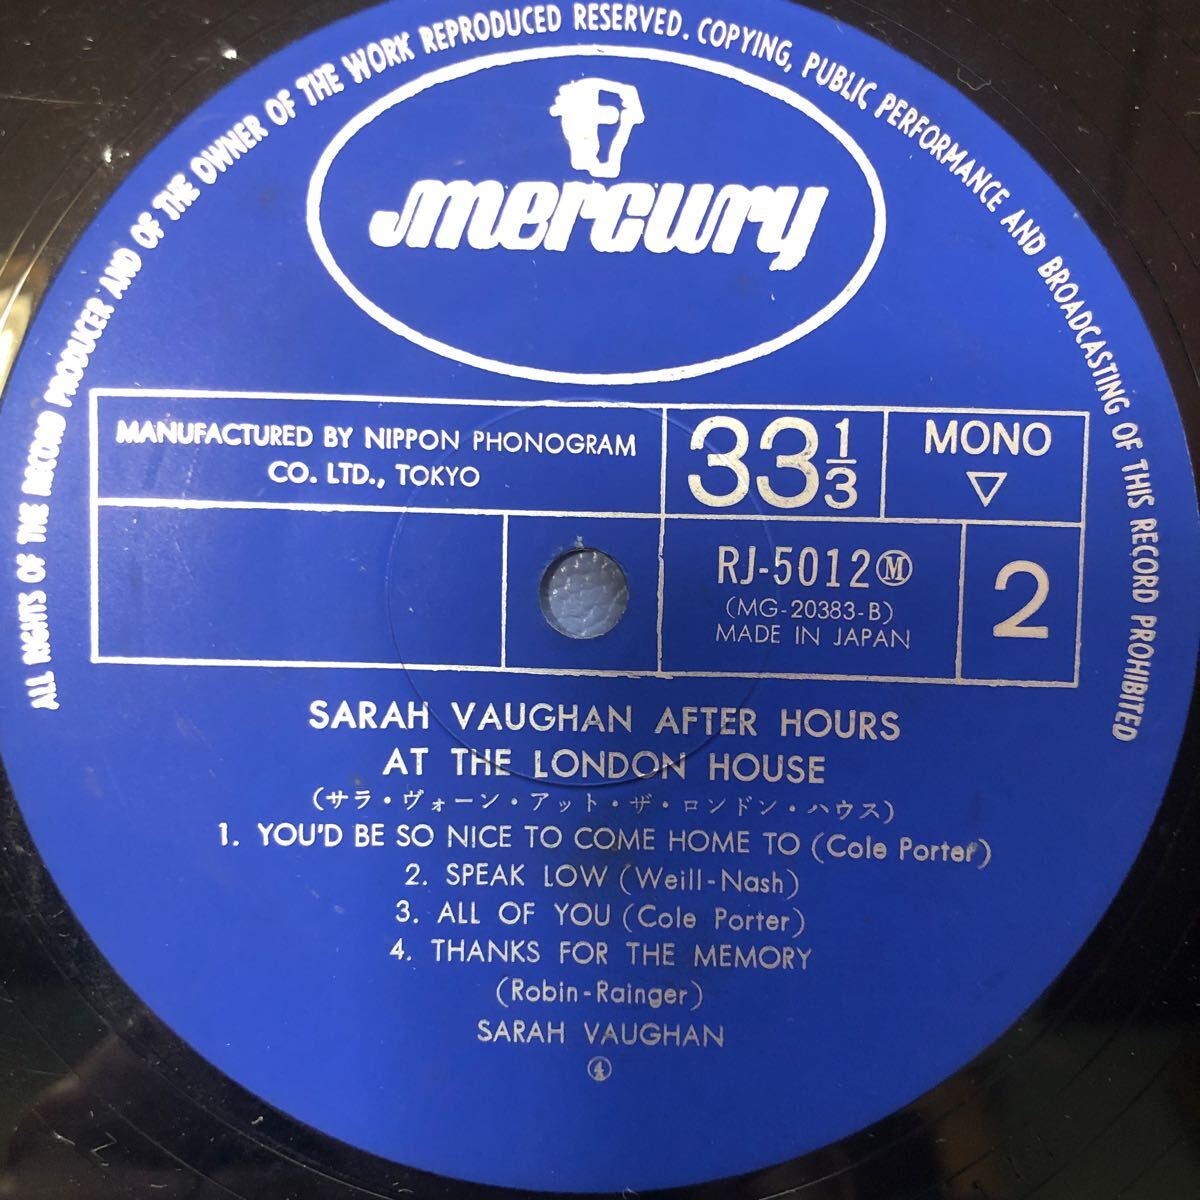 ALL RIGHTS OF THE RECORD PRODUCER AND OF THE OWNER OF THE WORK REPRODUCED RESERVED. COPYING, PUBLIC PERFORMANCE AND BROADCASTING OF THIS RECORD PROHIBITED
mercury
MANUFACTURED BY NIPPON PHONOGRAM
CO. LTD., TOKYO
33 1/3
MONO
▽
RJ-5012 Ⓜ
(MG-20383-B)
MADE IN JAPAN
2
SARAH VAUGHAN AFTER HOURS
AT THE LONDON HOUSE
(サラ・ヴォーン・アット・ザ・ロンドン・ハウス)
1. YOU'D BE SO NICE TO COME HOME TO (Cole Porter)
2. SPEAK LOW (Weill-Nash)
3. ALL OF YOU (Cole Porter)
4. THANKS FOR THE MEMORY
(Robin-Rainger)
SARAH VAUGHAN
④